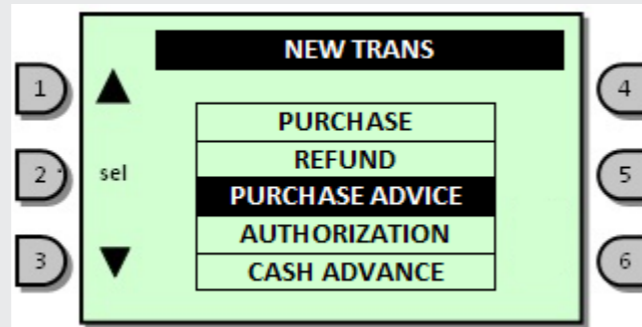 NEW TRANS
1
4
PURCHASE
REFUND
2
sel
5
PURCHASE ADVICE
AUTHORIZATION
3
6
CASH ADVANCE